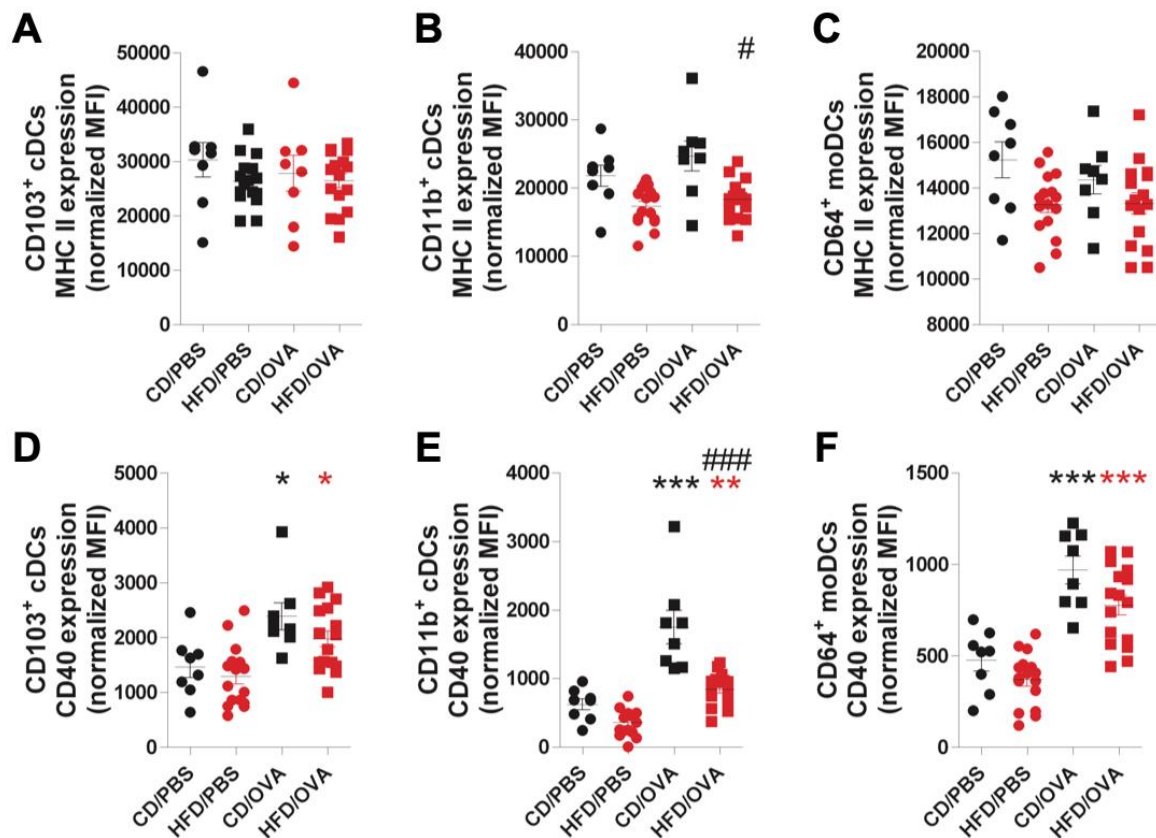 A
CD103+ cDCs
MHC II expression
(normalized MFI)
50000
40000
30000
20000
10000
0
CD/PBS
HFD/PBS
CD/OVA
HFD/OVA
B
CD11b+ cDCs
MHC II expression
(normalized MFI)
40000
30000
20000
10000
0
#
CD/PBS
HFD/PBS
CD/OVA
HFD/OVA
C
CD64+ moDCs
MHC II expression
(normalized MFI)
20000
18000
16000
14000
12000
10000
8000
CD/PBS
HFD/PBS
CD/OVA
HFD/OVA
D
CD103+ cDCs
CD40 expression
(normalized MFI)
5000
4000
3000
2000
1000
0
* *
CD/PBS
HFD/PBS
CD/OVA
HFD/OVA
E
CD11b+ cDCs
CD40 expression
(normalized MFI)
4000
3000
2000
1000
0
###
*** **
CD/PBS
HFD/PBS
CD/OVA
HFD/OVA
F
CD64+ moDCs
CD40 expression
(normalized MFI)
1500
1000
500
0
*** ***
CD/PBS
HFD/PBS
CD/OVA
HFD/OVA